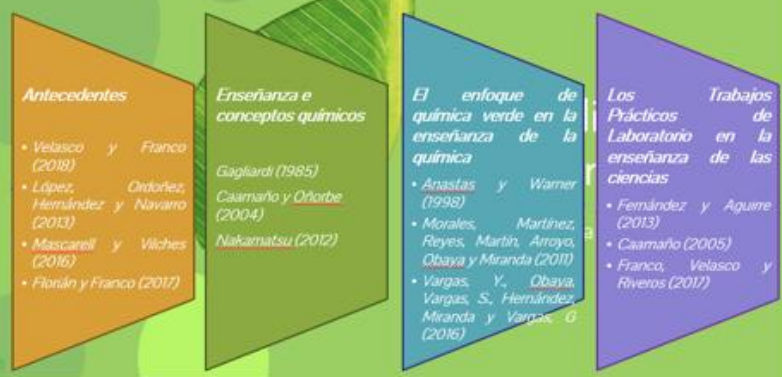 Antecedentes
• Velasco y Franco
(2018)
• López, Ordoñez,
Hernández y Navarro
(2013)
• Mascarell y Vilches
(2016)
• Florián y Franco (2017)
Enseñanza e
conceptos químicos
Gagliardi (1985)
Caamaño y Oñorbe
(2004)
Nakamatsu (2012)
El enfoque de
química verde en la
enseñanza de la
química
• Anastas y Warner
(1998)
• Morales, Martínez,
Reyes, Martín, Arroyo,
Obaya y Miranda (2011)
• Vargas, Y., Obaya,
Vargas, S., Hernández,
Miranda y Vargas, G
(2016)
Los Trabajos
Prácticos de
Laboratorio en la
enseñanza de las
ciencias
• Fernández y Aguirre
(2013)
• Caamaño (2005)
• Franco, Velasco y
Riveros (2017)